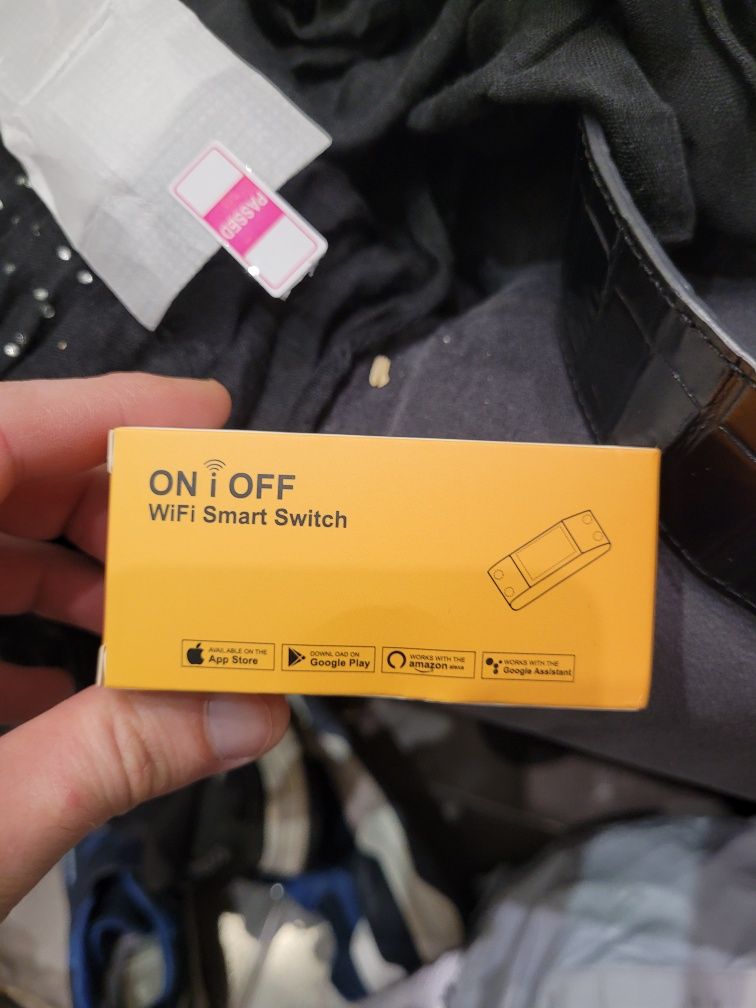 PASSED
ON i OFF
WiFi Smart Switch
AVAILABLE ON THE
App Store
DOWNLOAD ON
Google Play
WORKS WITH THE
amazon alexa
WORKS WITH THE
Google Assistant